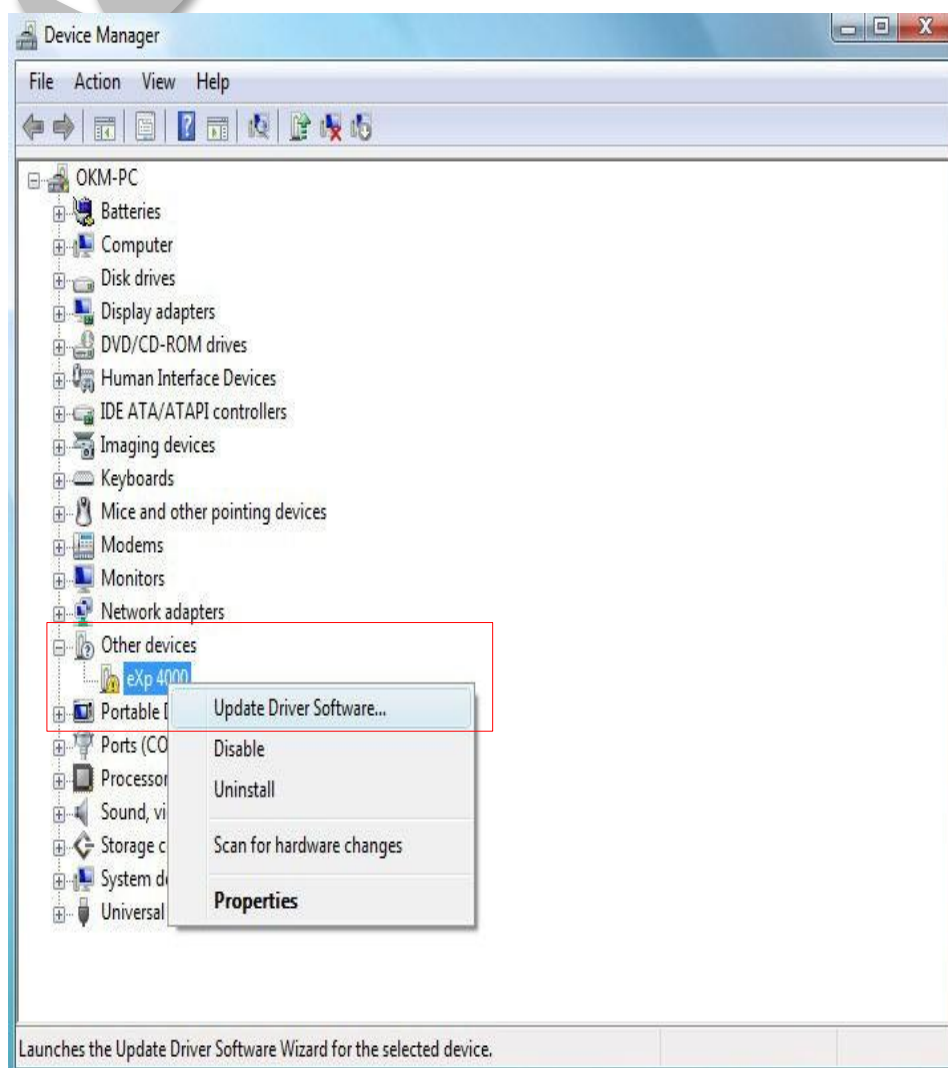 Device Manager
File Action View Help
OKM-PC
Batteries
Computer
Disk drives
Display adapters
DVD/CD-ROM drives
Human Interface Devices
IDE ATA/ATAPI controllers
Imaging devices
Keyboards
Mice and other pointing devices
Modems
Monitors
Network adapters
Other devices
eXp 4000
Update Driver Software...
Portable
Ports (CO
Disable
Processor
Uninstall
Sound, vi
Storage c
Scan for hardware changes
System d
Properties
Universal
Launches the Update Driver Software Wizard for the selected device.